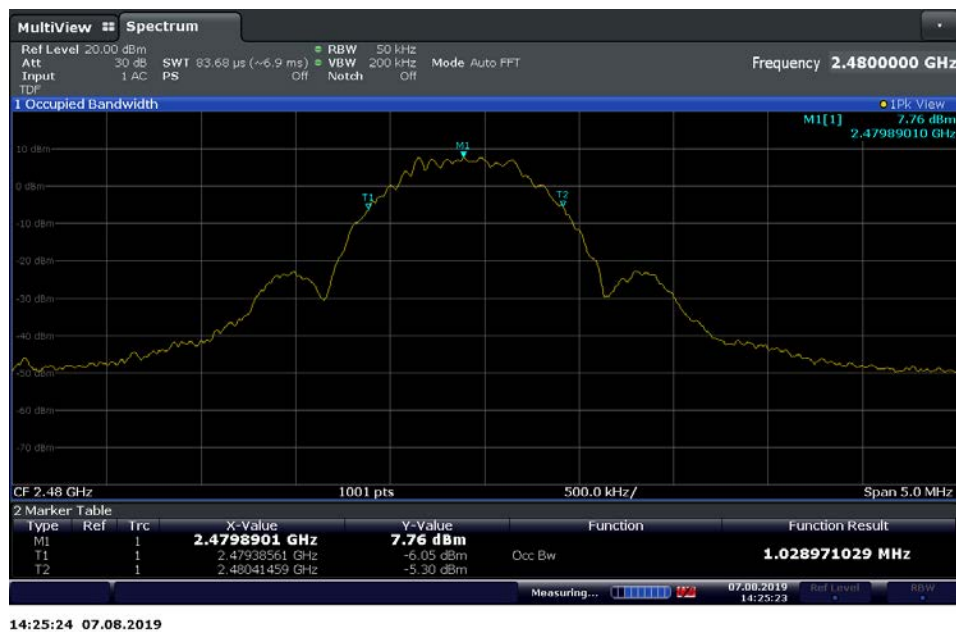 MultiView Spectrum
Ref Level 20.00 dBm RBW 50 kHz
Att 30 dB SWT 83.68 µs (~6.9 ms) VBW 200 kHz Mode Auto FFT Frequency 2.4800000 GHz
Input 1 AC PS Off Notch Off
TDF
1 Occupied Bandwidth 1Pk View
M1[1] 7.76 dBm
2.47989010 GHz
M1
10 dBm
0 dBm
T1 T2
-10 dBm
-20 dBm
-30 dBm
-40 dBm
-50 dBm
-60 dBm
-70 dBm
CF 2.48 GHz 1001 pts 500.0 kHz/ Span 5.0 MHz
2 Marker Table
Type Ref Trc X-Value Y-Value Function Function Result
M1 1 2.4798901 GHz 7.76 dBm
T1 1 2.47938561 GHz -6.05 dBm Occ Bw 1.028971029 MHz
T2 1 2.48041459 GHz -5.30 dBm
Measuring... 07.08.2019 Ref Level RBW
14:25:23
14:25:24 07.08.2019